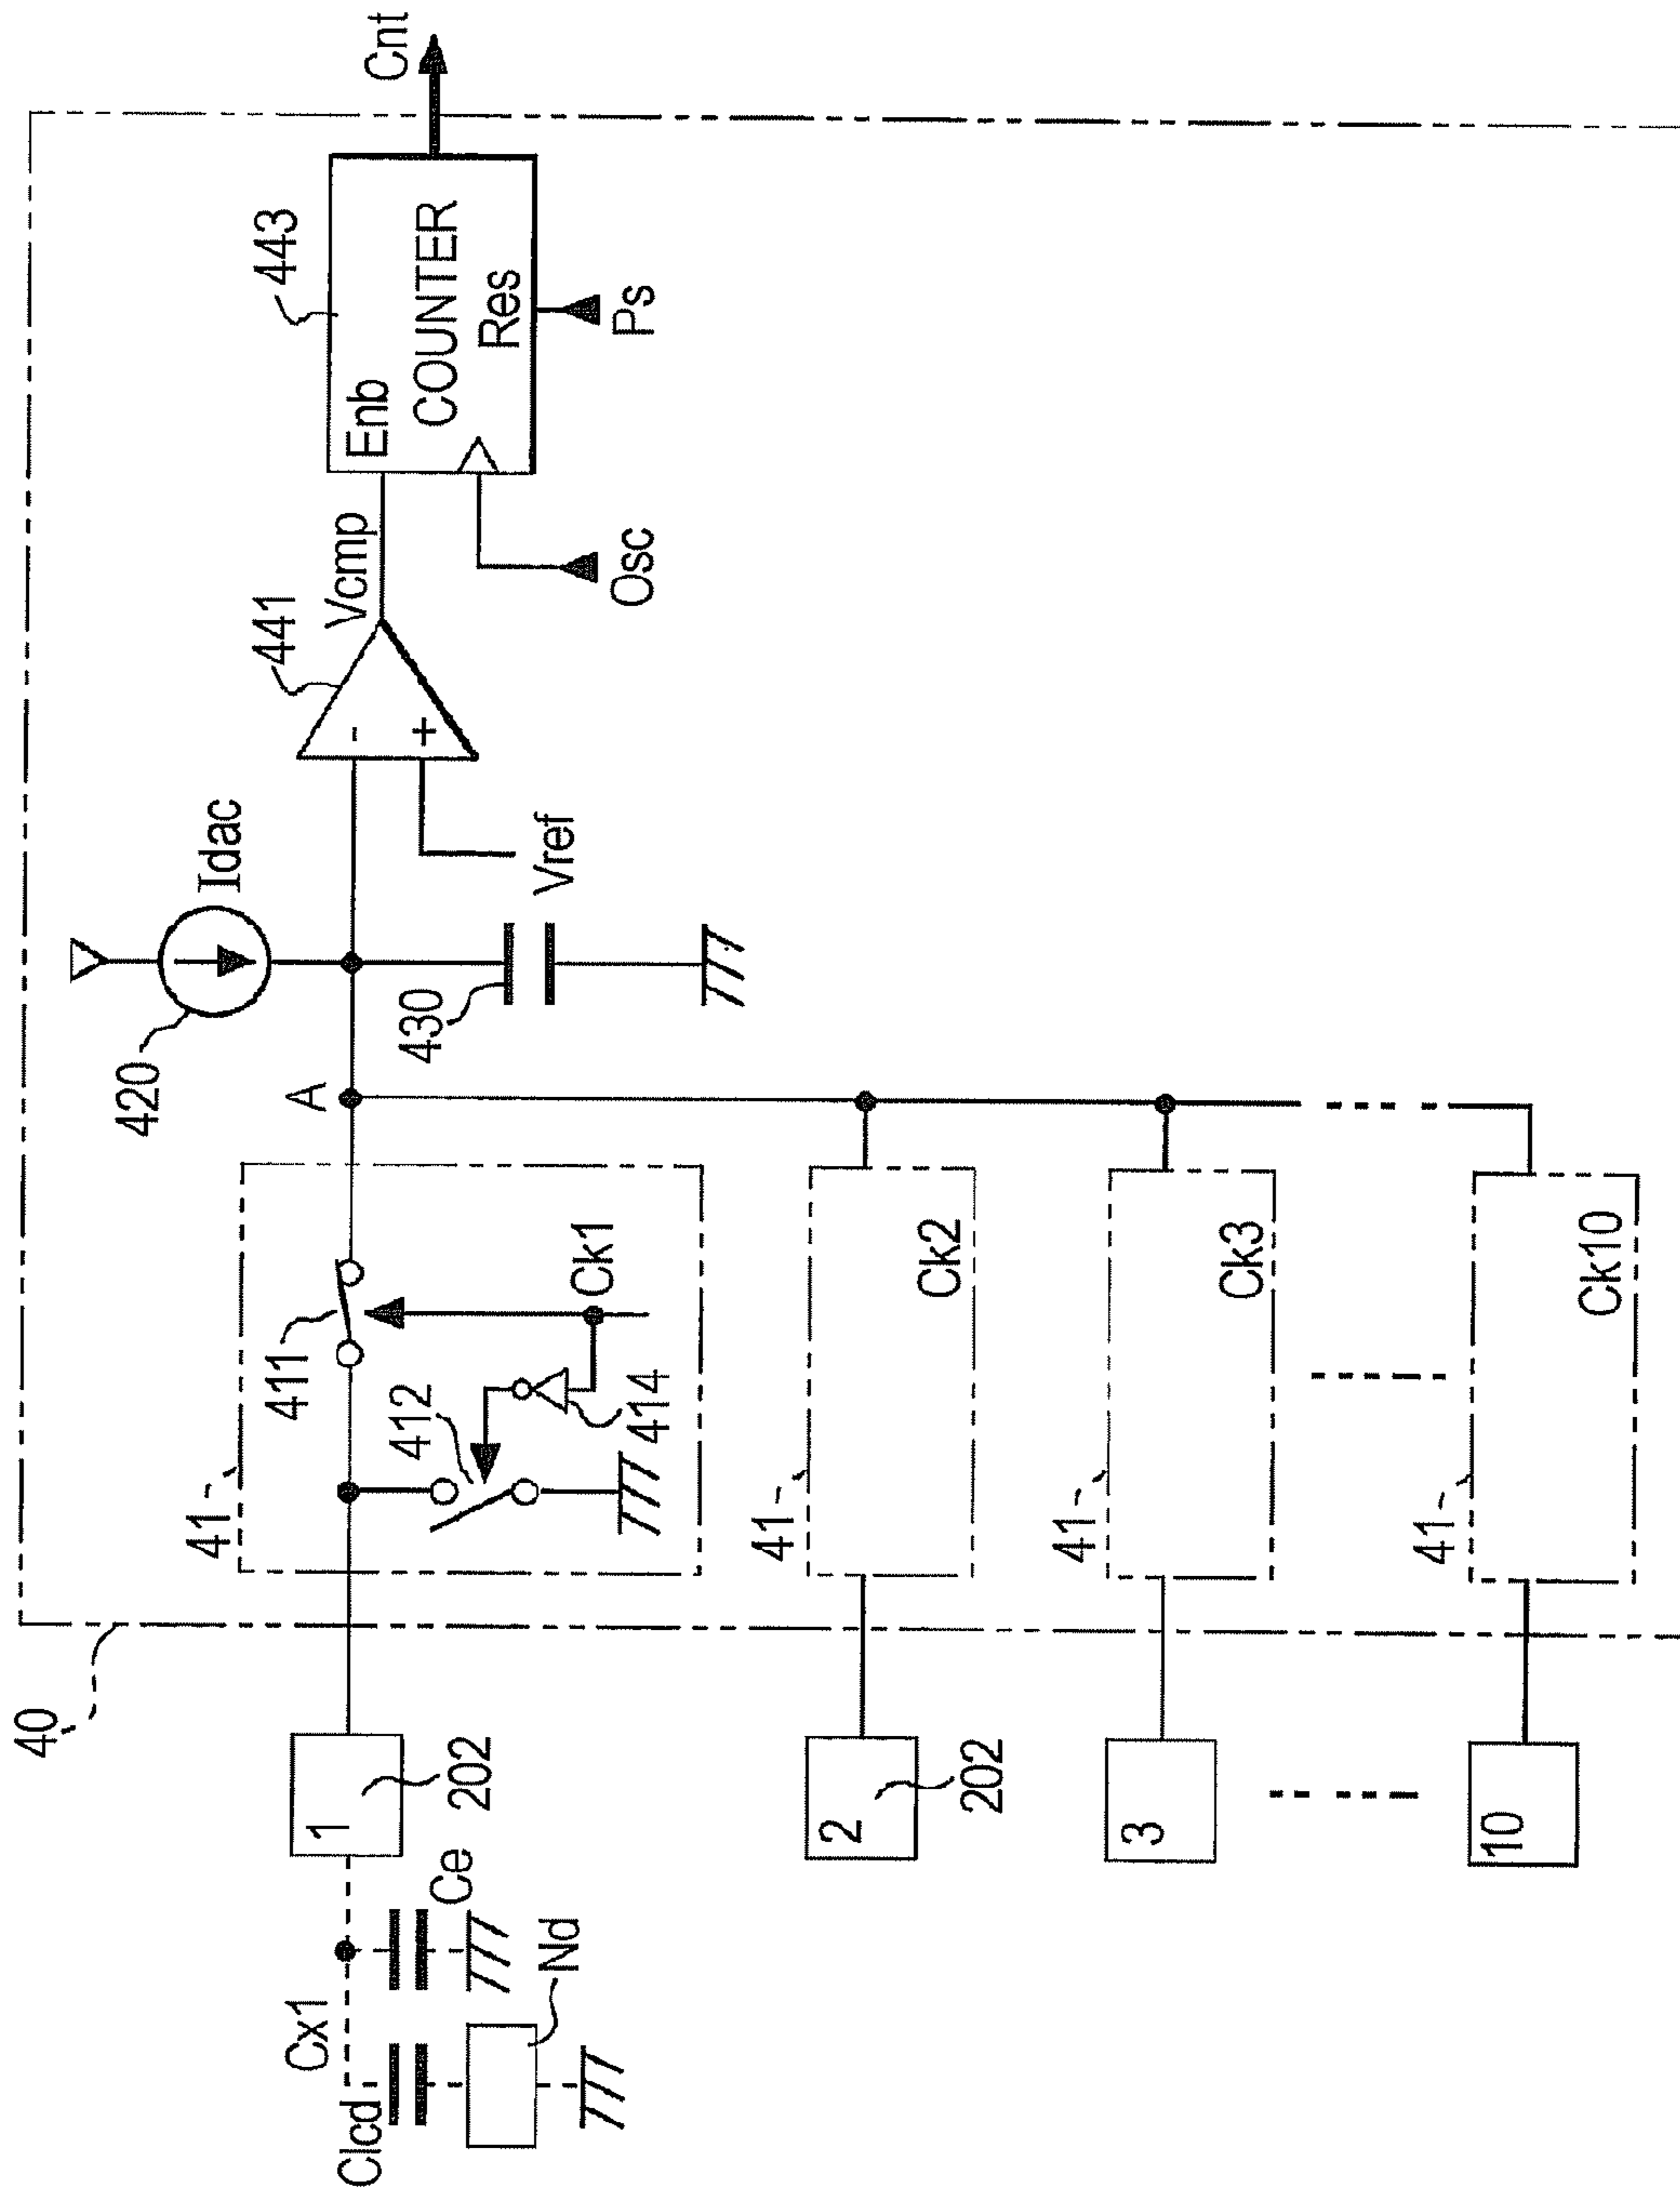 40
Cx1
Clcd
Ce
Nd
1
202
41
411
412
414
Ck1
A
420
Idac
430
Vref
441
-
+
Vcmp
443
Enb
COUNTER
Res
Osc
Ps
Cnt
2
202
41
Ck2
3
41
Ck3
10
41
Ck10